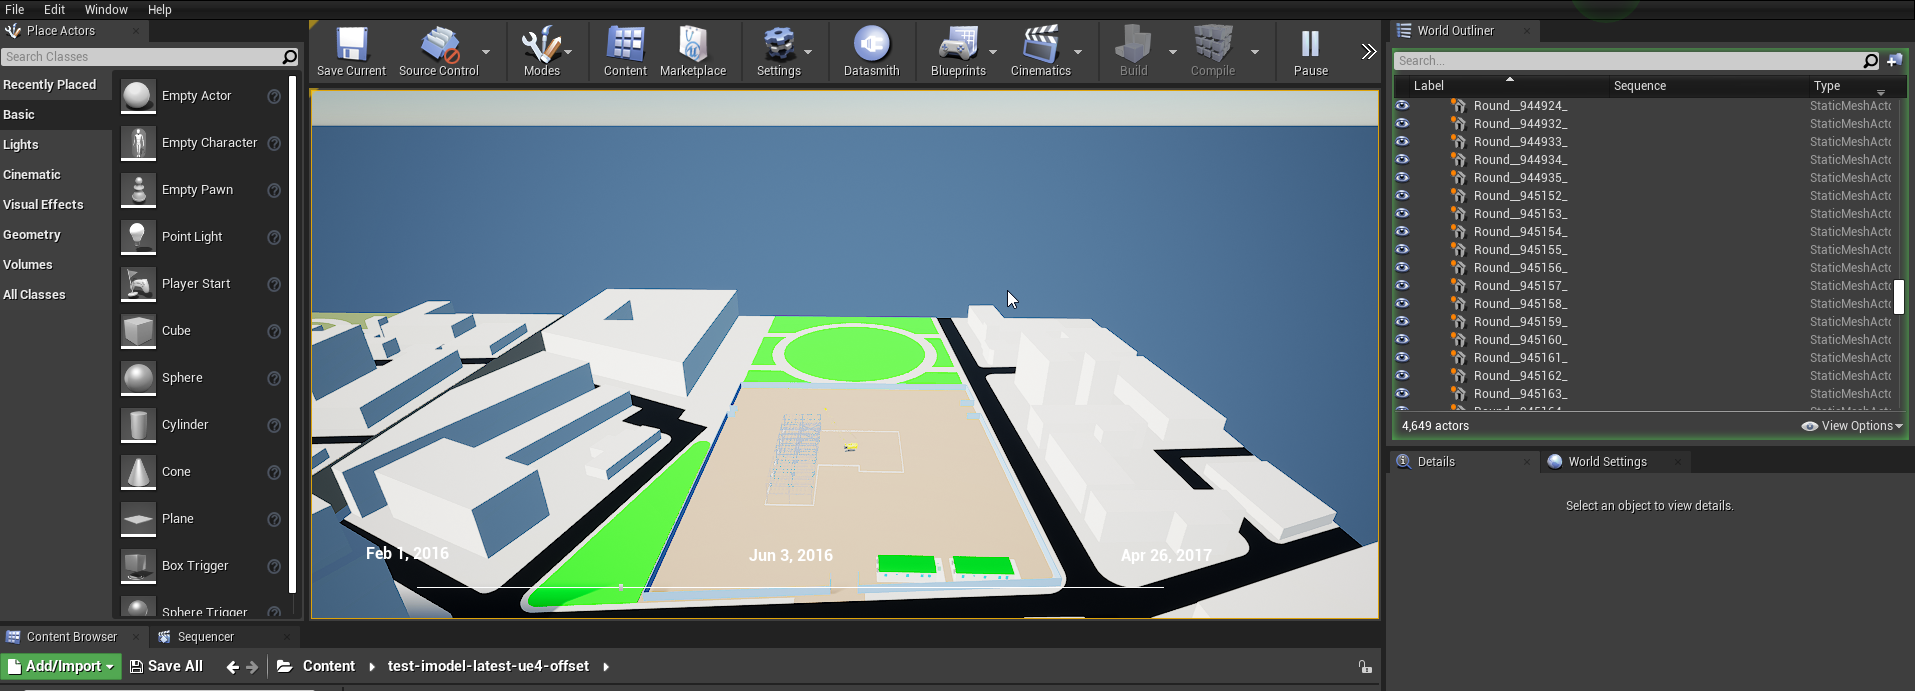 File Edit Window Help
Place Actors
Search Classes
Recently Placed
Basic
Lights
Cinematic
Visual Effects
Geometry
Volumes
All Classes
Empty Actor
Empty Character
Empty Pawn
Point Light
Player Start
Cube
Sphere
Cylinder
Cone
Plane
Box Trigger
Sphere Trigger
Save Current
Source Control
Modes
Content
Marketplace
Settings
Datasmith
Blueprints
Cinematics
Build
Compile
Pause
Feb 1, 2016
Jun 3, 2016
Apr 26, 2017
World Outliner
Search...
Label Sequence Type
Round__944924_ StaticMeshActo
Round__944932_ StaticMeshActo
Round__944933_ StaticMeshActo
Round__944934_ StaticMeshActo
Round__944935_ StaticMeshActo
Round__945152_ StaticMeshActo
Round__945153_ StaticMeshActo
Round__945154_ StaticMeshActo
Round__945155_ StaticMeshActo
Round__945156_ StaticMeshActo
Round__945157_ StaticMeshActo
Round__945158_ StaticMeshActo
Round__945159_ StaticMeshActo
Round__945160_ StaticMeshActo
Round__945161_ StaticMeshActo
Round__945162_ StaticMeshActo
Round__945163_ StaticMeshActo
4,649 actors
View Options
Details
World Settings
Select an object to view details.
Content Browser
Sequencer
Add/Import
Save All
Content
test-imodel-latest-ue4-offset